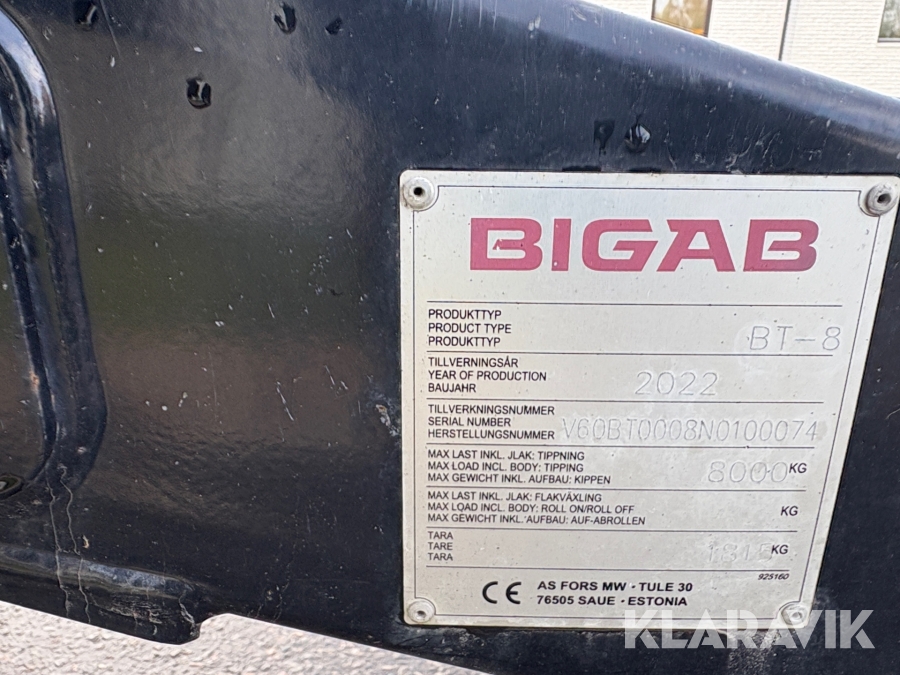 BIGAB
PRODUKTTYP
PRODUCT TYPE
PRODUKTTYP BT-8
TILLVERNINGSÅR
YEAR OF PRODUCTION 2022
BAUJAHR
TILLVERKNINGSNUMMER
SERIAL NUMBER
HERSTELLUNGSNUMMER V60BT0008N0100074
MAX LAST INKL. JLAK: TIPPNING
MAX LOAD INCL. BODY: TIPPING 8000 KG
MAX GEWICHT INKL. AUFBAU: KIPPEN
MAX LAST INKL. JLAK: FLAKVÄXLING
MAX LOAD INCL. BODY: ROLL ON/ROLL OFF KG
MAX GEWICHT INKL. AUFBAU: AUF-ABROLLEN
TARA
TARE KG
TARA
925160
CE AS FORS MW - TULE 30
76505 SAUE - ESTONIA
KLARAVIK